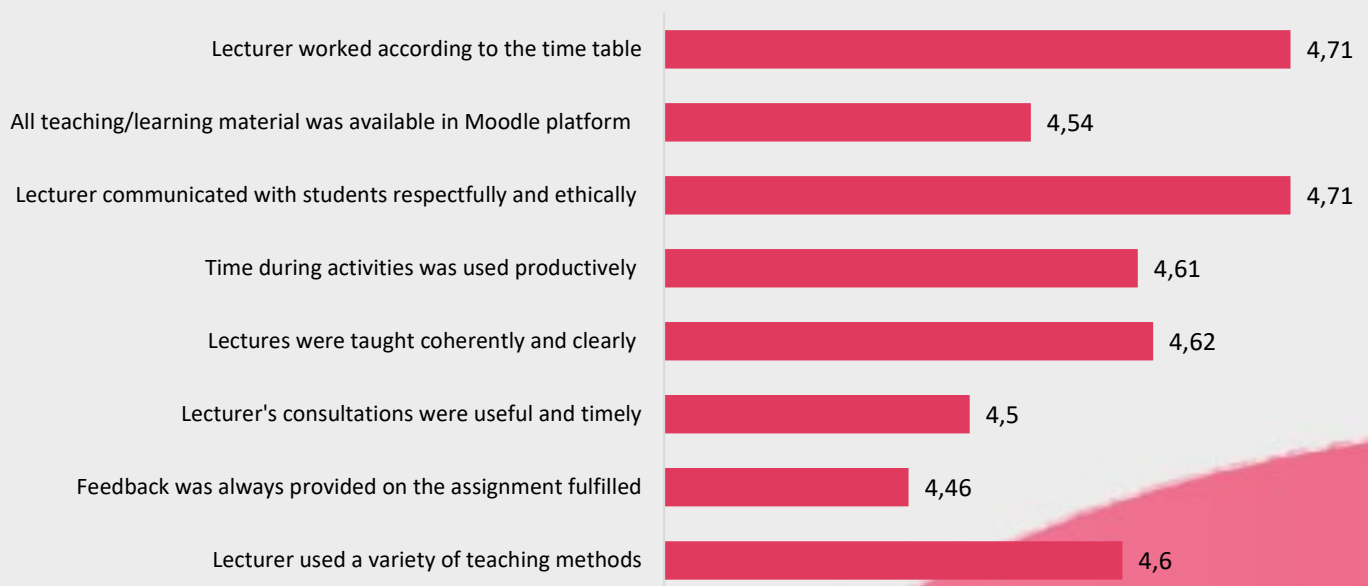 Lecturer worked according to the time table 4,71
All teaching/learning material was available in Moodle platform 4,54
Lecturer communicated with students respectfully and ethically 4,71
Time during activities was used productively 4,61
Lectures were taught coherently and clearly 4,62
Lecturer's consultations were useful and timely 4,5
Feedback was always provided on the assignment fulfilled 4,46
Lecturer used a variety of teaching methods 4,6